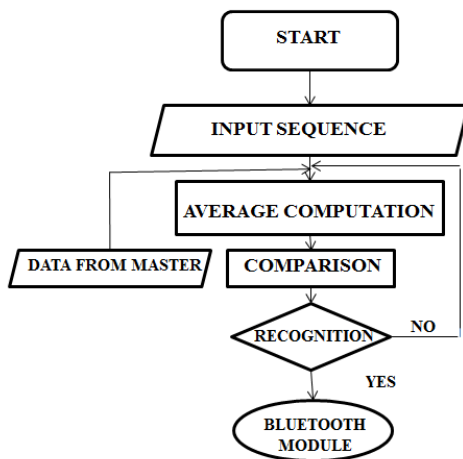 START
INPUT SEQUENCE
AVERAGE COMPUTATION
DATA FROM MASTER
COMPARISON
RECOGNITION
NO
YES
BLUETOOTH
MODULE